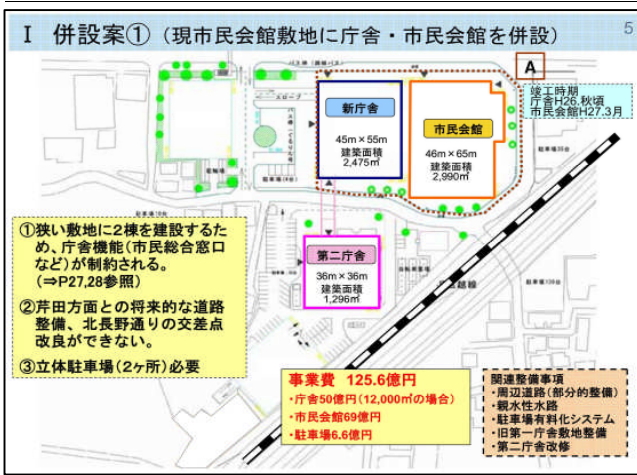 I 併設案① (現市民会館敷地に庁舎・市民会館を併設)
5
A
竣工時期
庁舎H26.秋頃
市民会館H27.3月
スロープ
新庁舎
45m×55m
建築面積
2,475㎡
市民会館
46m×65m
建築面積
2,990㎡
第二庁舎
36m×36m
建築面積
1,296㎡
①狭い敷地に2棟を建設するた
め、庁舎機能(市民総合窓口
など)が制約される。
(⇒P27,28参照)
②芹田方面との将来的な道路
整備、北長野通りの交差点
改良ができない。
③立体駐車場(2ヶ所)必要
事業費 125.6億円
・庁舎50億円(12,000㎡の場合)
・市民会館69億円
・駐車場6.6億円
関連整備事項
・周辺道路(部分的整備)
・親水性水路
・駐車場有料化システム
・旧第一庁舎敷地整備
・第二庁舎改修